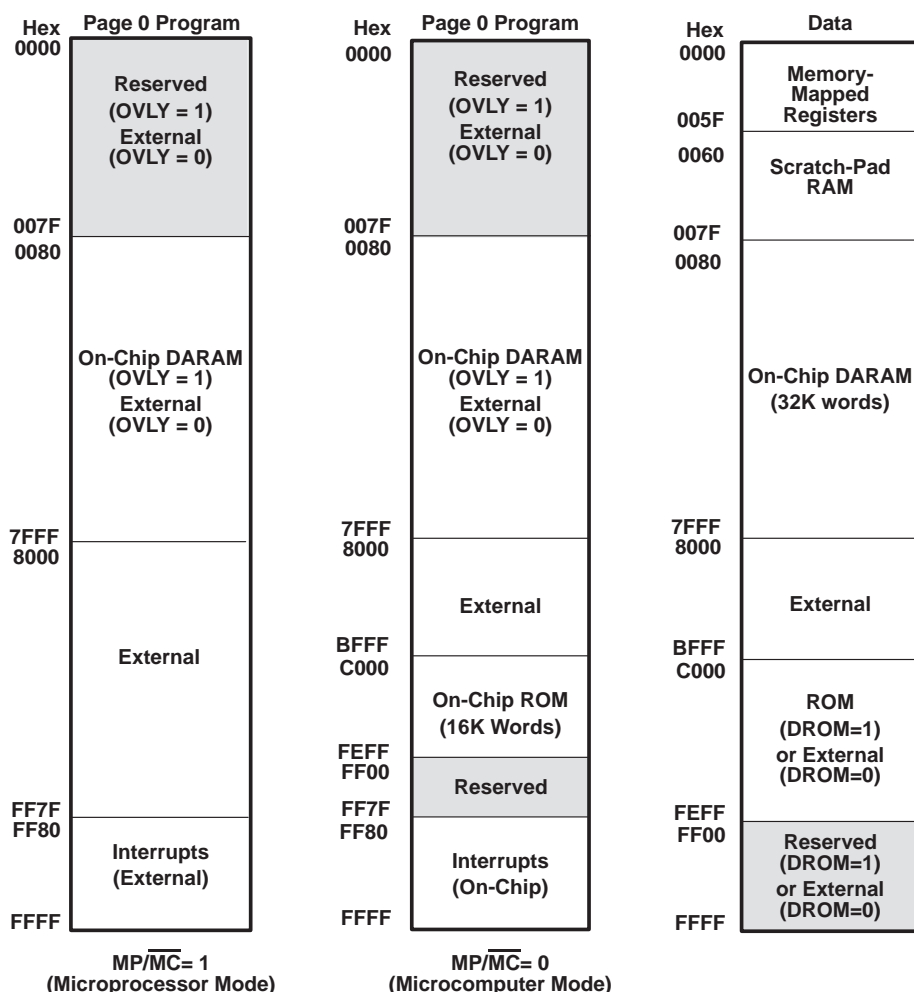 Hex
Page 0 Program
0000
Reserved
(OVLY = 1)
External
(OVLY = 0)
007F
0080
On-Chip DARAM
(OVLY = 1)
External
(OVLY = 0)
7FFF
8000
External
FF7F
FF80
Interrupts
(External)
FFFF
MP/MC= 1
(Microprocessor Mode)
Hex
Page 0 Program
0000
Reserved
(OVLY = 1)
External
(OVLY = 0)
007F
0080
On-Chip DARAM
(OVLY = 1)
External
(OVLY = 0)
7FFF
8000
External
BFFF
C000
On-Chip ROM
(16K Words)
FEFF
FF00
Reserved
FF7F
FF80
Interrupts
(On-Chip)
FFFF
MP/MC= 0
(Microcomputer Mode)
Hex
Data
0000
Memory-
Mapped
Registers
005F
0060
Scratch-Pad
RAM
007F
0080
On-Chip DARAM
(32K words)
7FFF
8000
External
BFFF
C000
ROM
(DROM=1)
or External
(DROM=0)
FEFF
FF00
Reserved
(DROM=1)
or External
(DROM=0)
FFFF